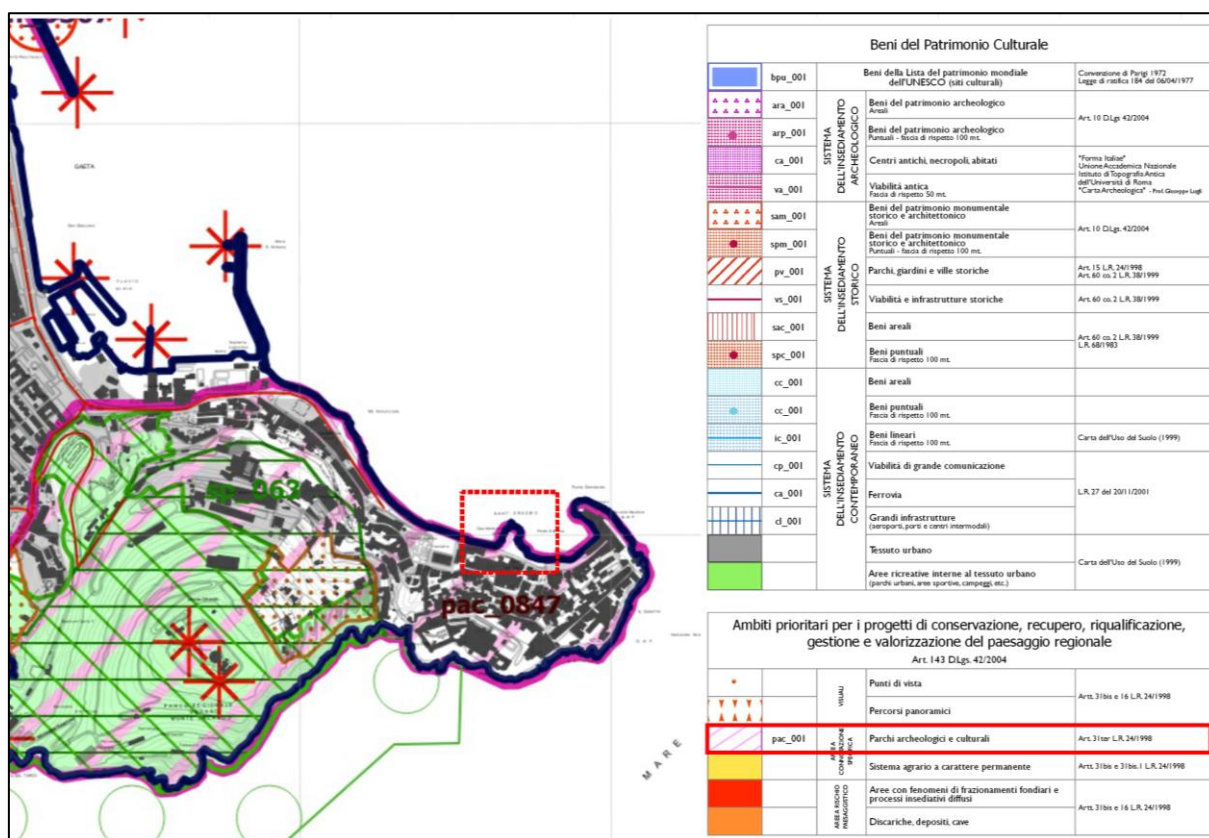 GAETA
sp_062
SANT' ERASMO
pac_0847
PARCO REGIONALE
MARE
Beni del Patrimonio Culturale
bpu_001
Beni della Lista del patrimonio mondiale
dell'UNESCO (siti culturali)
Convenzione di Parigi 1972
Legge di ratifica 184 del 06/04/1977
SISTEMA
DELL'INSEDIAMENTO
ARCHEOLOGICO
ara_001
Beni del patrimonio archeologico
Areali
Art. 10 D.Lgs. 42/2004
arp_001
Beni del patrimonio archeologico
Puntuali - fascia di rispetto 100 mt.
ca_001
Centri antichi, necropoli, abitati
"Forma Italiae"
Unione Accademica Nazionale
Istituto di Topografia Antica
dell'Università di Roma
"Carta Archeologica" - Prof. Giuseppe Lugli
va_001
Viabilità antica
Fascia di rispetto 50 mt.
SISTEMA
DELL'INSEDIAMENTO
STORICO
sam_001
Beni del patrimonio monumentale
storico e architettonico
Areali
Art. 10 D.Lgs. 42/2004
spm_001
Beni del patrimonio monumentale
storico e architettonico
Puntuali - fascia di rispetto 100 mt.
pv_001
Parchi, giardini e ville storiche
Art. 15 L.R. 24/1998
Art. 60 co. 2 L.R. 38/1999
vs_001
Viabilità e infrastrutture storiche
Art. 60 co. 2 L.R. 38/1999
sac_001
Beni areali
Art. 60 co. 2 L.R. 38/1999
L.R. 68/1983
spc_001
Beni puntuali
Fascia di rispetto 100 mt.
SISTEMA
DELL'INSEDIAMENTO
CONTEMPORANEO
cc_001
Beni areali
cc_001
Beni puntuali
Fascia di rispetto 100 mt.
ic_001
Beni lineari
Fascia di rispetto 100 mt.
Carta dell'Uso del Suolo (1999)
cp_001
Viabilità di grande comunicazione
L.R. 27 del 20/11/2001
ca_001
Ferrovia
cl_001
Grandi infrastrutture
(aeroporti, porti e centri intermodali)
Tessuto urbano
Carta dell'Uso del Suolo (1999)
Aree ricreative interne al tessuto urbano
(parchi urbani, aree sportive, campeggi, etc.)
Ambiti prioritari per i progetti di conservazione, recupero, riqualificazione,
gestione e valorizzazione del paesaggio regionale
Art. 143 D.Lgs. 42/2004
VISUALI
Punti di vista
Artt. 31bis e 16 L.R. 24/1998
Percorsi panoramici
AREA A
CONNOTAZIONE
SPECIFICA
pac_001
Parchi archeologici e culturali
Art. 31ter L.R. 24/1998
Sistema agrario a carattere permanente
Artt. 31bis e 31bis.1 L.R. 24/1998
AREE A RISCHIO
PAESAGGISTICO
Aree con fenomeni di frazionamenti fondiari e
processi insediativi diffusi
Artt. 31bis e 16 L.R. 24/1998
Discariche, depositi, cave